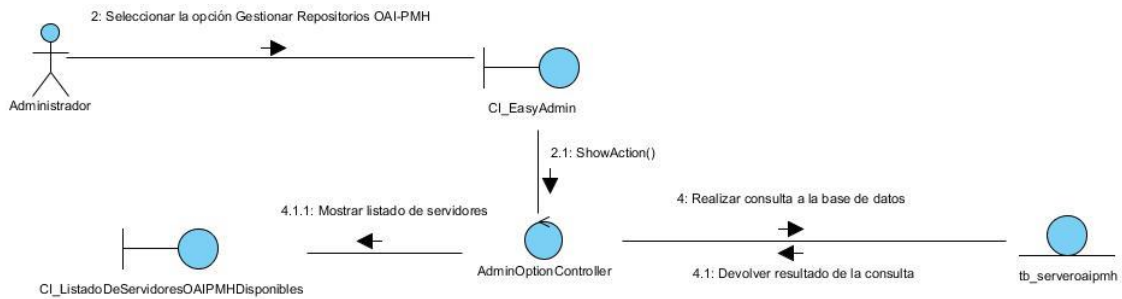 2: Seleccionar la opción Gestionar Repositorios OAI-PMH
Administrador
CI_EasyAdmin
2.1: ShowAction()
4.1.1: Mostrar listado de servidores
4: Realizar consulta a la base de datos
CI_ListadoDeServidoresOAIPMHDisponibles
AdminOptionController
4.1: Devolver resultado de la consulta
tb_serveroaipmh